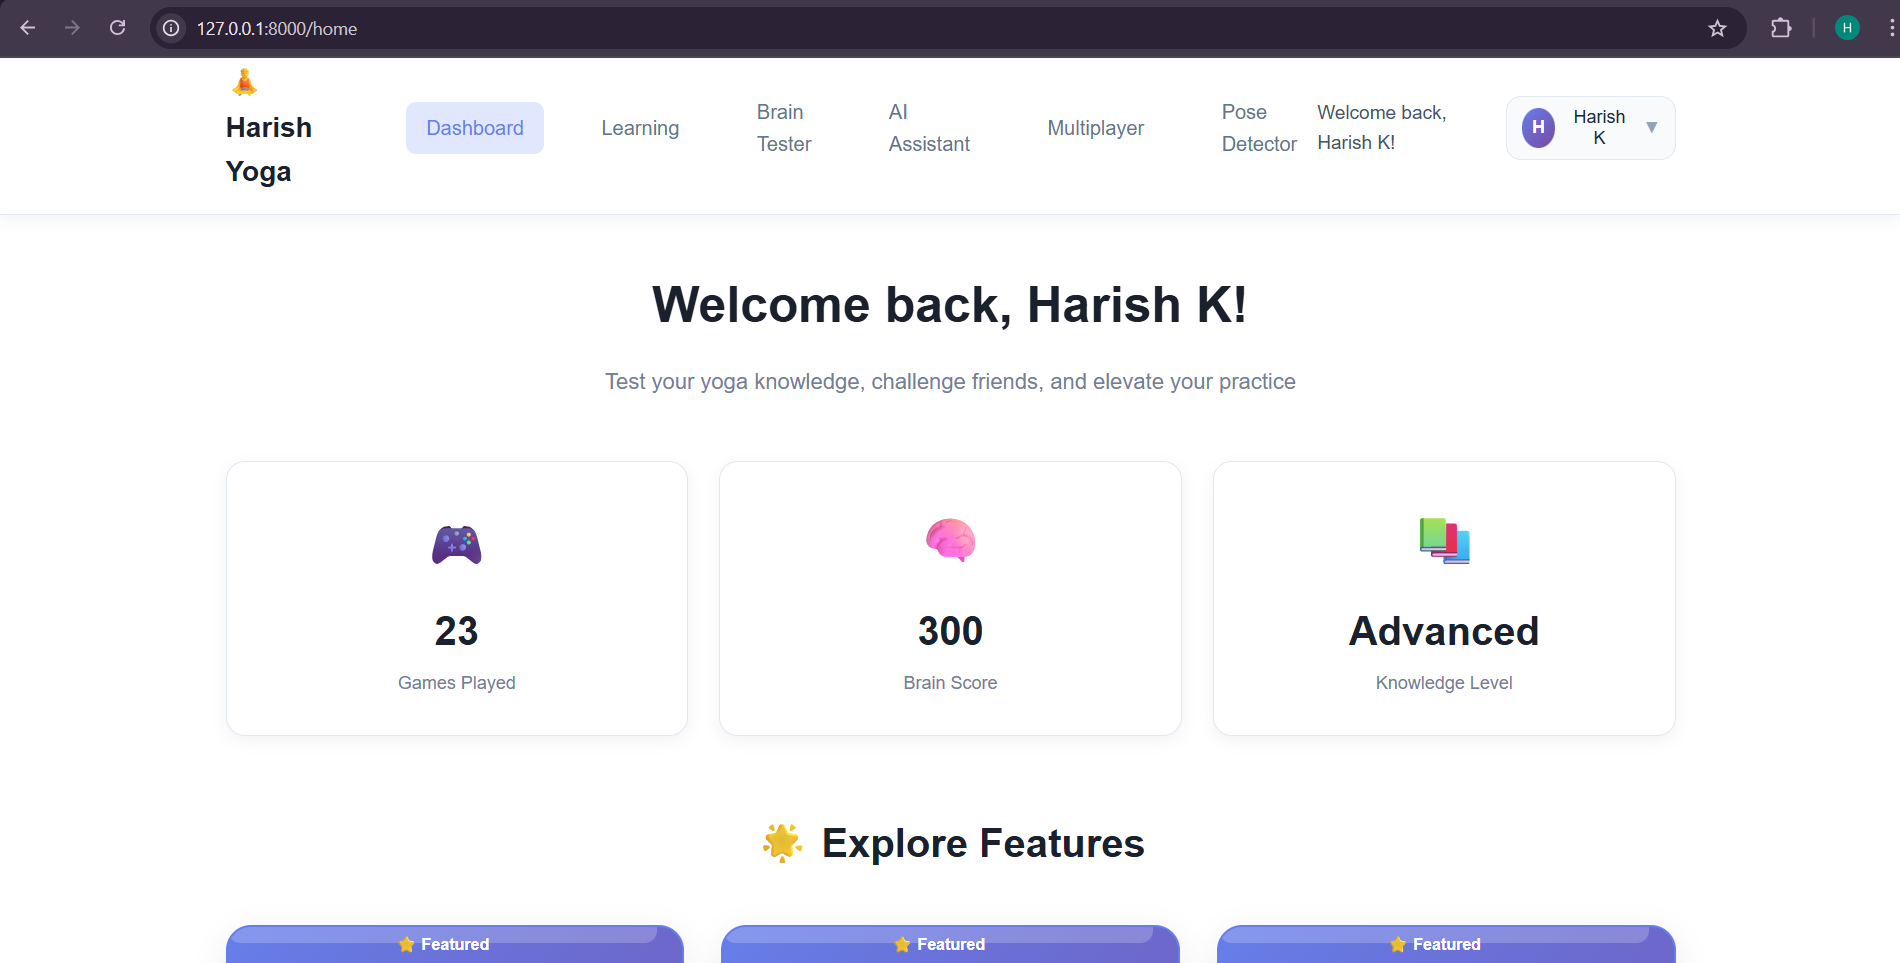 127.0.0.1:8000/home
H
Harish
Yoga
Dashboard
Learning
Brain
Tester
AI
Assistant
Multiplayer
Pose
Detector
Welcome back,
Harish K!
H
Harish
K
Welcome back, Harish K!
Test your yoga knowledge, challenge friends, and elevate your practice
23
Games Played
300
Brain Score
Advanced
Knowledge Level
Explore Features
Featured
Featured
Featured